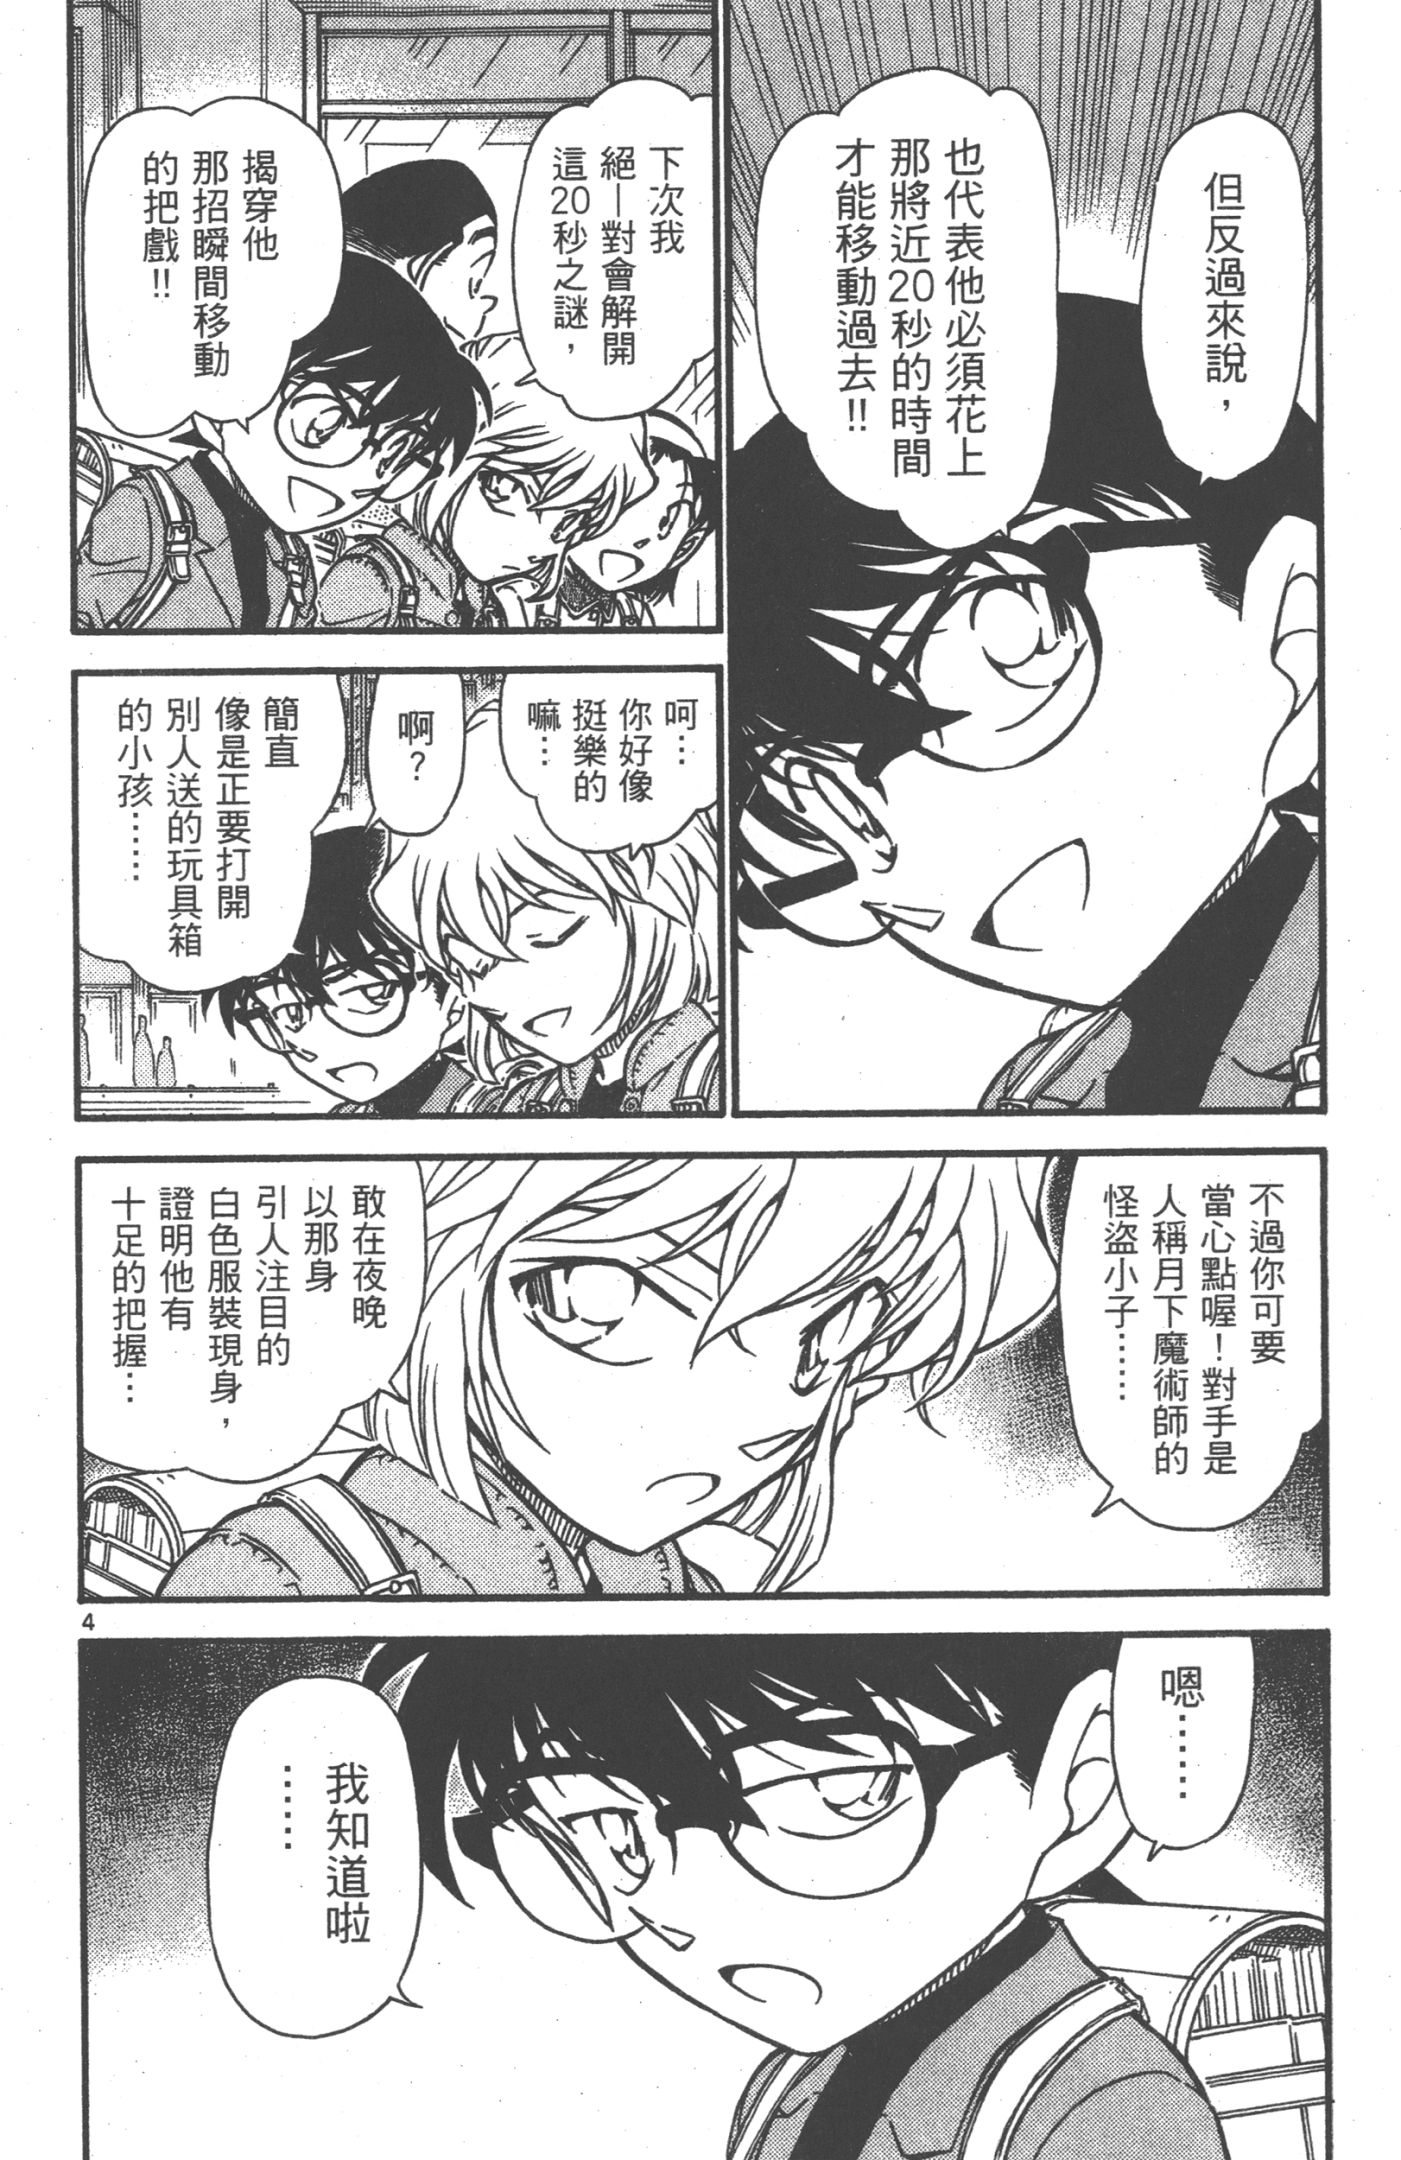 但反過來說，
也代表他必須花上
那將近20秒的時間
才能移動過去!!
下次我
絕—對會解開
這20秒之謎，
揭穿他
那招瞬間移動
的把戲!!
呵…
你好像
挺樂的
嘛…
啊？
簡直
像是正要打開
別人送的玩具箱
的小孩……
不過你可要
當心點喔！對手是
人稱月下魔術師的
怪盜小子……
敢在夜晚
以那身
引人注目的
白色服裝現身，
證明他有
十足的把握…
4
嗯……
我知道啦
……